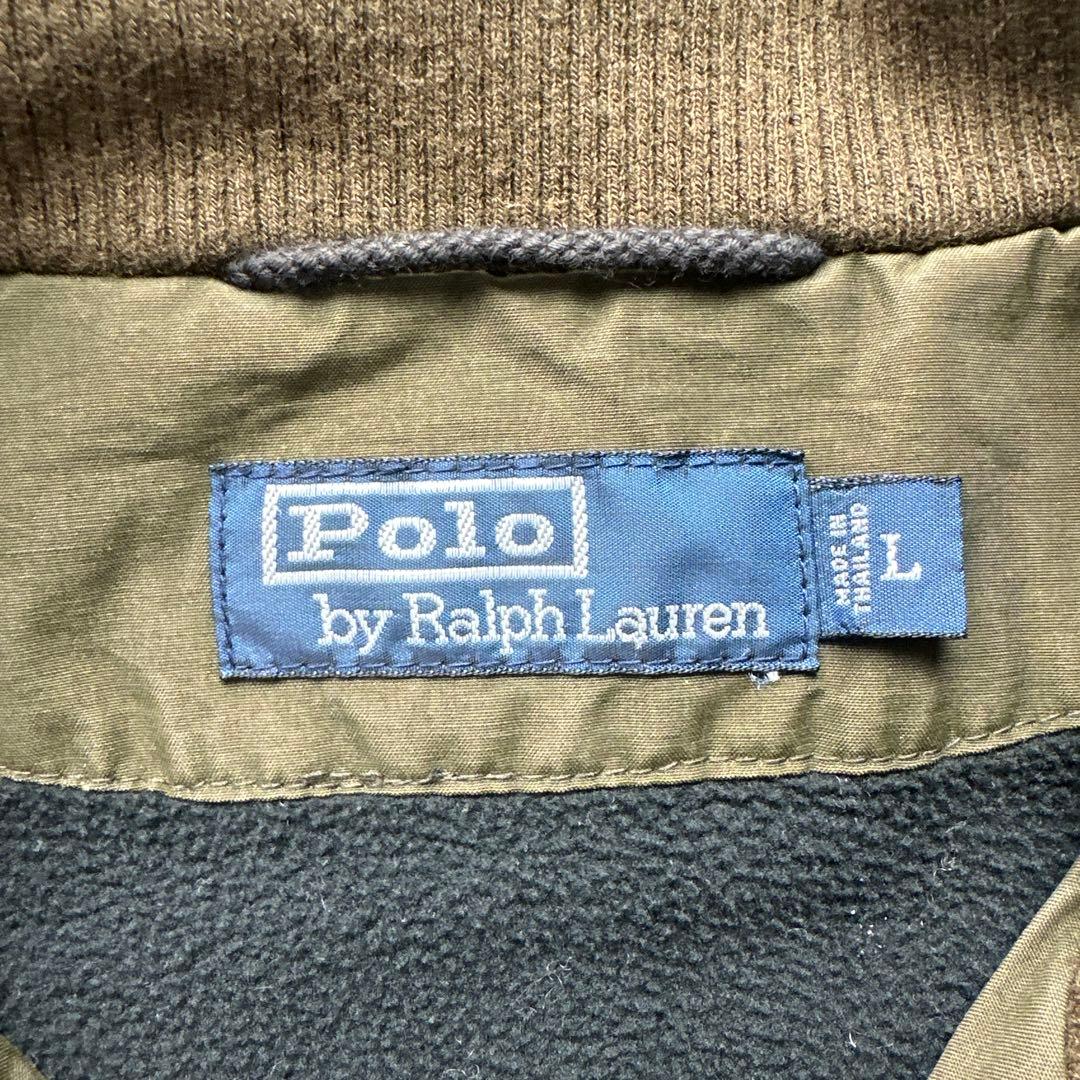 Polo
by Ralph Lauren
MADE IN
THAILAND
L